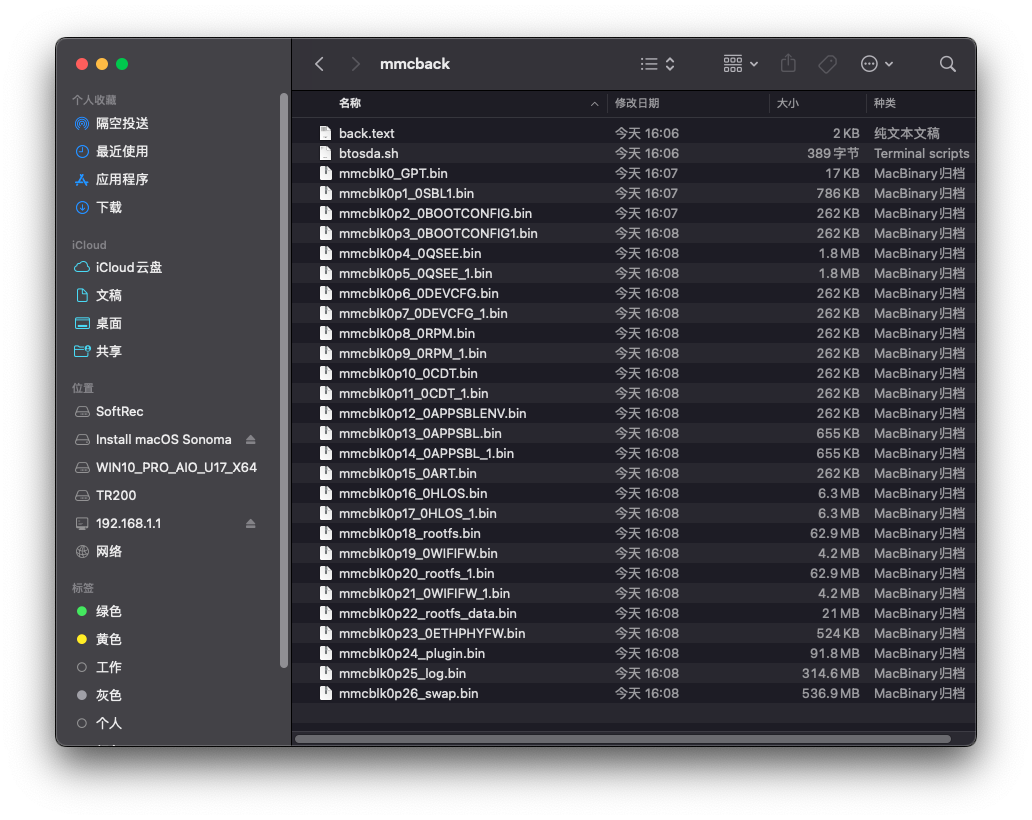 mmcback
个人收藏
隔空投送
最近使用
应用程序
下载
iCloud
iCloud云盘
文稿
桌面
共享
位置
SoftRec
Install macOS Sonoma
WIN10_PRO_AIO_U17_X64
TR200
192.168.1.1
网络
标签
绿色
黄色
工作
灰色
个人
名称 修改日期 大小 种类
back.text 今天 16:06 2 KB 纯文本文稿
btosda.sh 今天 16:06 389 字节 Terminal scripts
mmcblk0_GPT.bin 今天 16:07 17 KB MacBinary归档
mmcblk0p1_0SBL1.bin 今天 16:07 786 KB MacBinary归档
mmcblk0p2_0BOOTCONFIG.bin 今天 16:07 262 KB MacBinary归档
mmcblk0p3_0BOOTCONFIG1.bin 今天 16:08 262 KB MacBinary归档
mmcblk0p4_0QSEE.bin 今天 16:08 1.8 MB MacBinary归档
mmcblk0p5_0QSEE_1.bin 今天 16:08 1.8 MB MacBinary归档
mmcblk0p6_0DEVCFG.bin 今天 16:08 262 KB MacBinary归档
mmcblk0p7_0DEVCFG_1.bin 今天 16:08 262 KB MacBinary归档
mmcblk0p8_0RPM.bin 今天 16:08 262 KB MacBinary归档
mmcblk0p9_0RPM_1.bin 今天 16:08 262 KB MacBinary归档
mmcblk0p10_0CDT.bin 今天 16:08 262 KB MacBinary归档
mmcblk0p11_0CDT_1.bin 今天 16:08 262 KB MacBinary归档
mmcblk0p12_0APPSBLENV.bin 今天 16:08 262 KB MacBinary归档
mmcblk0p13_0APPSBL.bin 今天 16:08 655 KB MacBinary归档
mmcblk0p14_0APPSBL_1.bin 今天 16:08 655 KB MacBinary归档
mmcblk0p15_0ART.bin 今天 16:08 262 KB MacBinary归档
mmcblk0p16_0HLOS.bin 今天 16:08 6.3 MB MacBinary归档
mmcblk0p17_0HLOS_1.bin 今天 16:08 6.3 MB MacBinary归档
mmcblk0p18_rootfs.bin 今天 16:08 62.9 MB MacBinary归档
mmcblk0p19_0WIFIFW.bin 今天 16:08 4.2 MB MacBinary归档
mmcblk0p20_rootfs_1.bin 今天 16:08 62.9 MB MacBinary归档
mmcblk0p21_0WIFIFW_1.bin 今天 16:08 4.2 MB MacBinary归档
mmcblk0p22_rootfs_data.bin 今天 16:08 21 MB MacBinary归档
mmcblk0p23_0ETHPHYFW.bin 今天 16:08 524 KB MacBinary归档
mmcblk0p24_plugin.bin 今天 16:08 91.8 MB MacBinary归档
mmcblk0p25_log.bin 今天 16:08 314.6 MB MacBinary归档
mmcblk0p26_swap.bin 今天 16:08 536.9 MB MacBinary归档